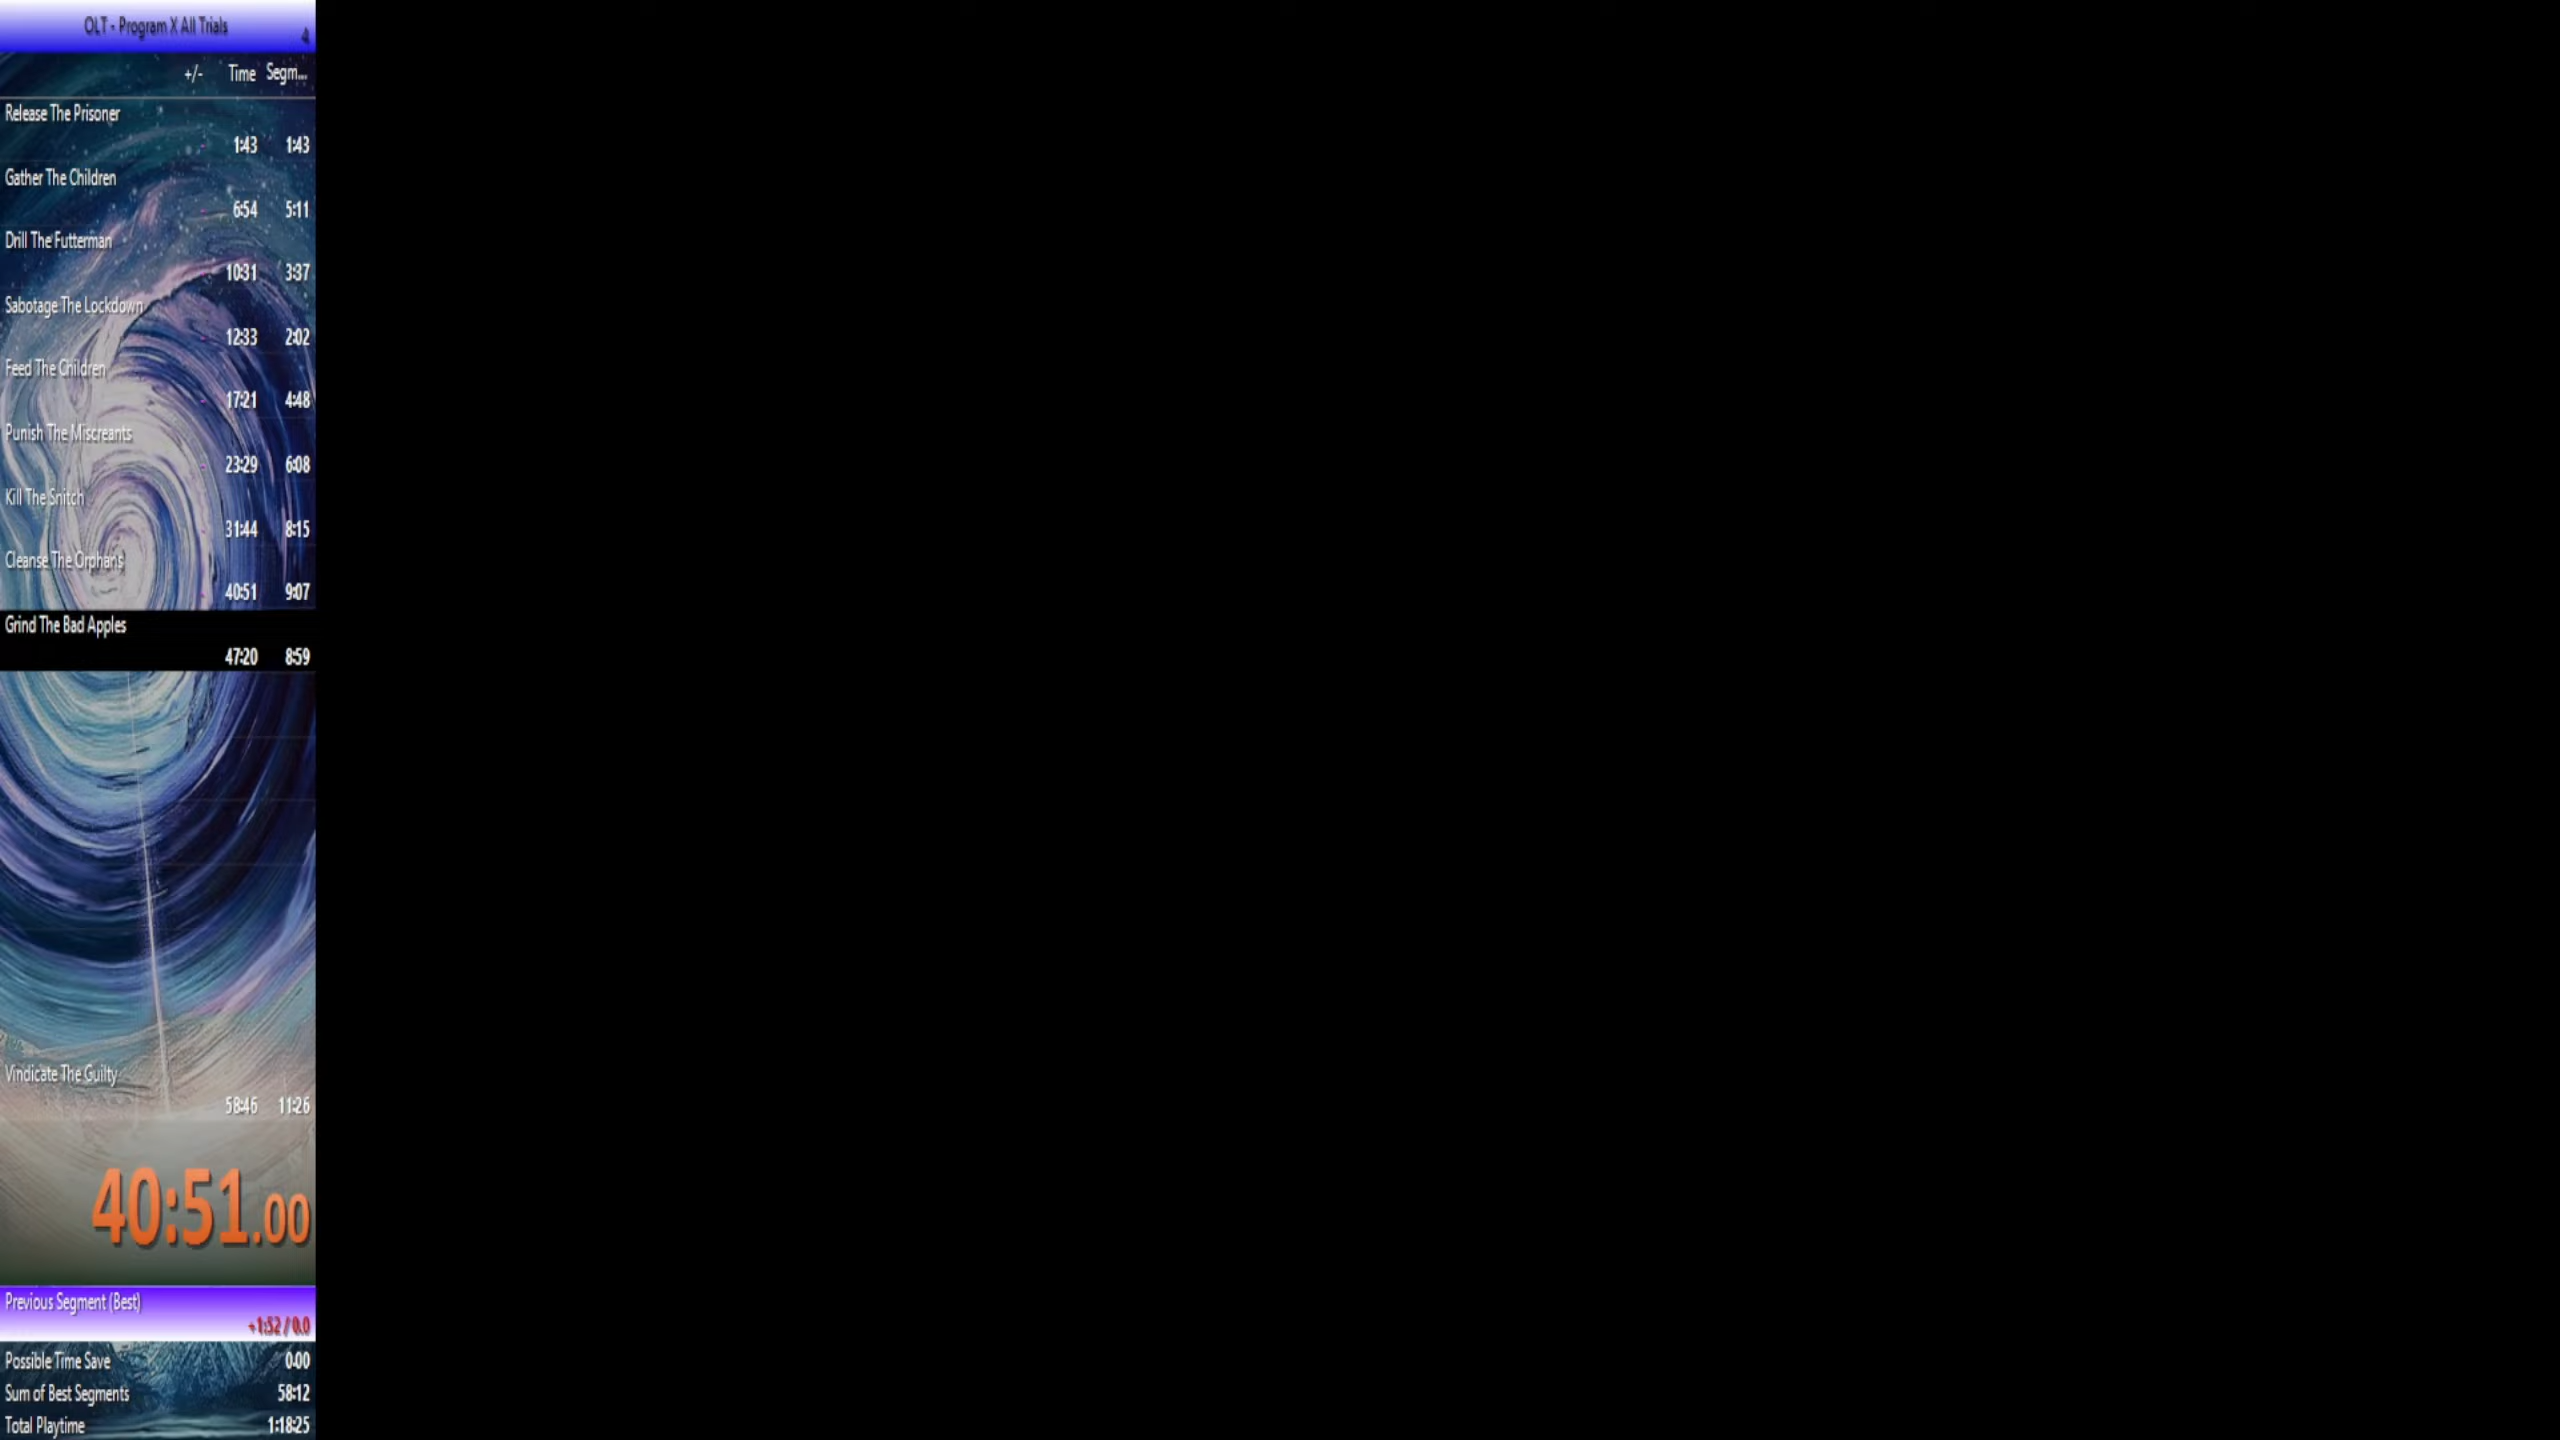 OLT - Program X All Trials
4
+/- Time Segm...
Release The Prisoner
- 1:43 1:43
Gather The Children
- 6:54 5:11
Drill The Futterman
- 10:31 3:37
Sabotage The Lockdown
- 12:33 2:02
Feed The Children
- 17:21 4:48
Punish The Miscreants
- 23:29 6:08
Kill The Snitch
- 31:44 8:15
Cleanse The Orphans
- 40:51 9:07
Grind The Bad Apples
47:20 8:59
Vindicate The Guilty
58:46 11:26
40:51.00
Previous Segment (Best)
+1:52 / 0.0
Possible Time Save 0.00
Sum of Best Segments 58:12
Total Playtime 1:18:25